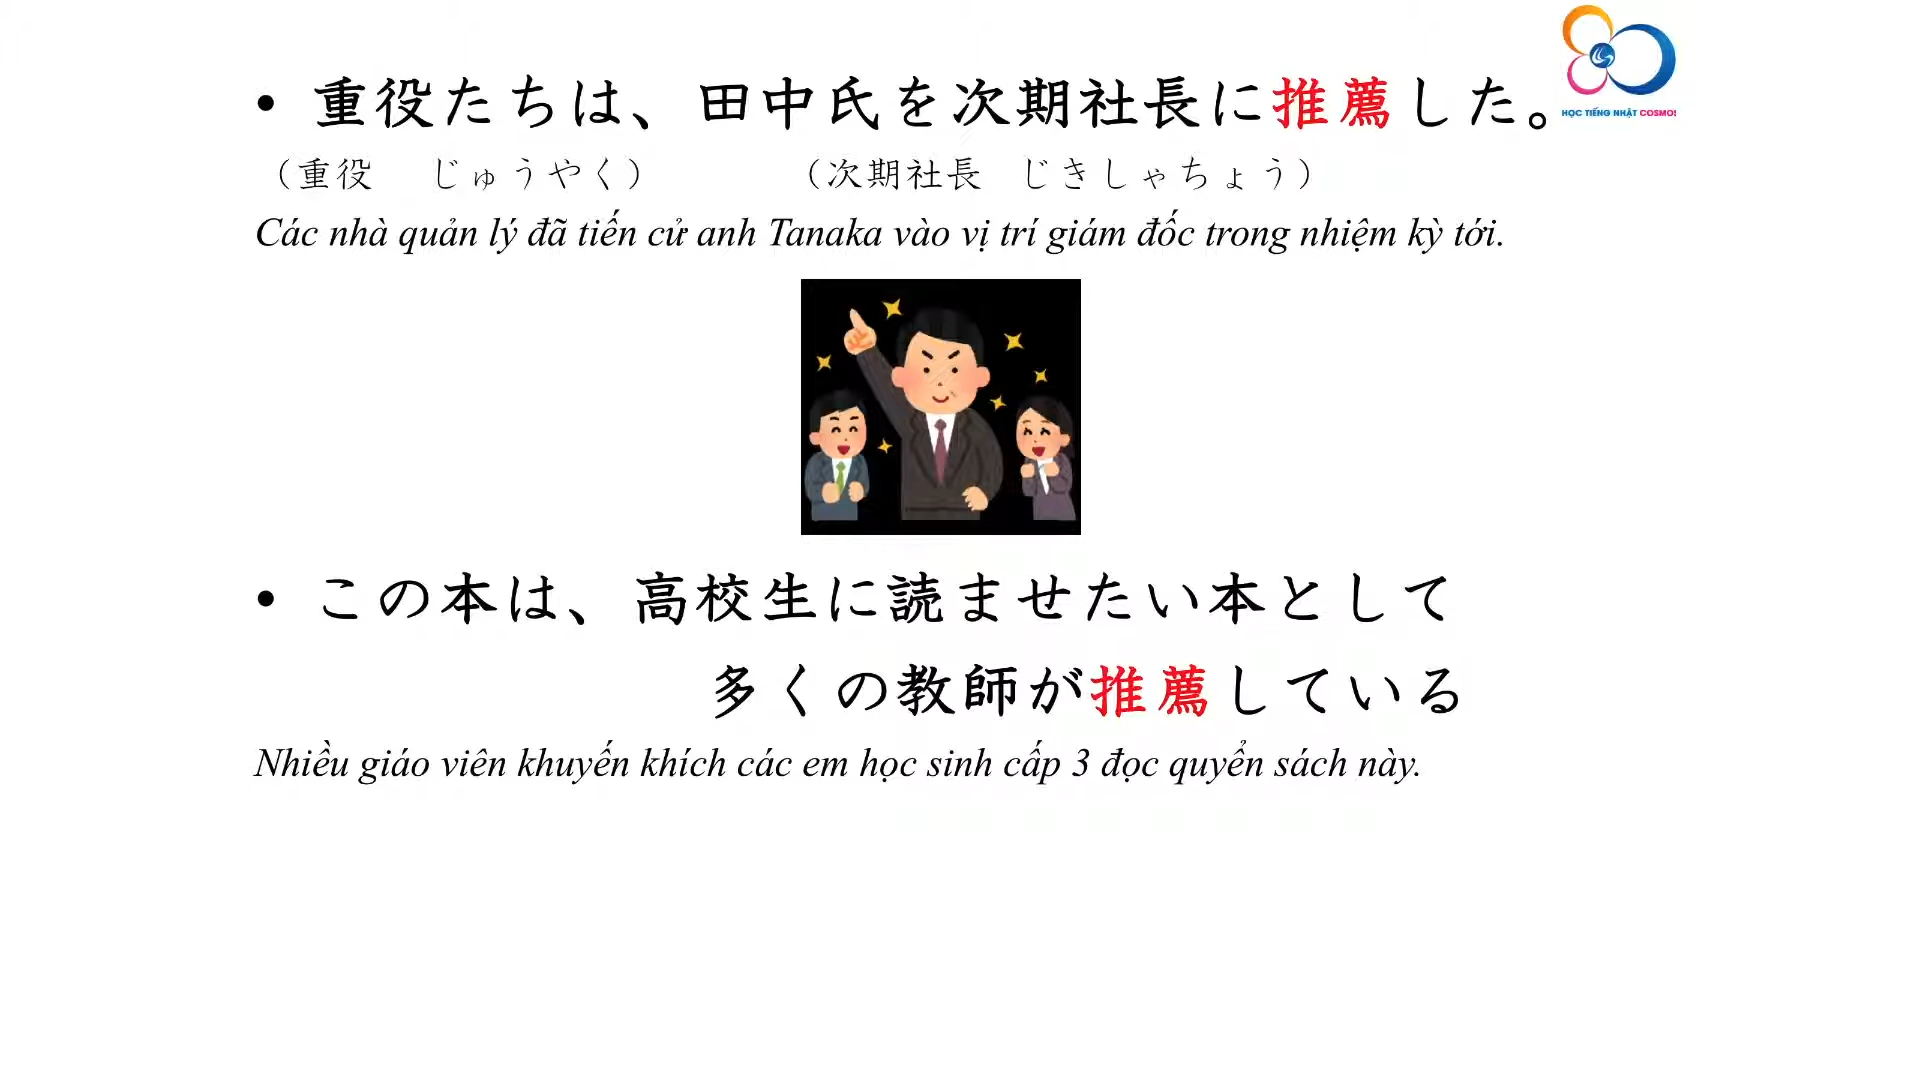 HỌC TIẾNG NHẬT COSMOS
• 重役たちは、田中氏を次期社長に推薦した。
（重役　じゅうやく）　（次期社長　じきしゃちょう）
Các nhà quản lý đã tiến cử anh Tanaka vào vị trí giám đốc trong nhiệm kỳ tới.
• この本は、高校生に読ませたい本として
多くの教師が推薦している
Nhiều giáo viên khuyến khích các em học sinh cấp 3 đọc quyển sách này.